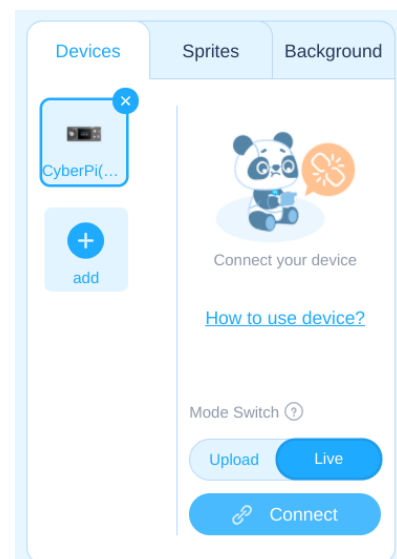 Devices
Sprites
Background
CyberPi(...
add
Connect your device
How to use device?
Mode Switch ?
Upload
Live
Connect